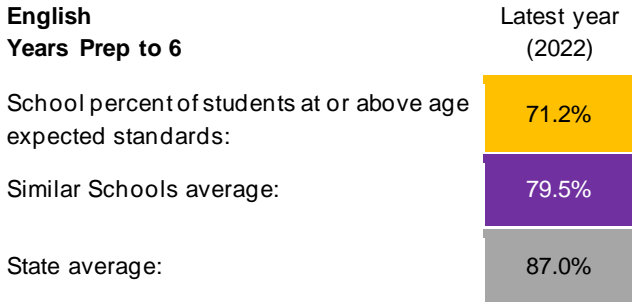 English Latest year
Years Prep to 6 (2022)
School percent of students at or above age
expected standards: 71.2%
Similar Schools average: 79.5%
State average: 87.0%